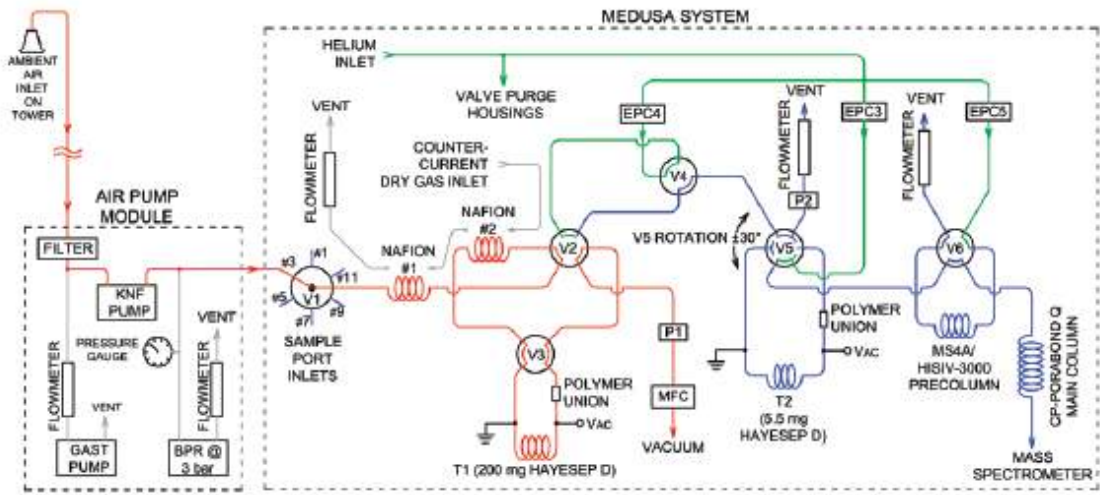 MEDUSA SYSTEM
AMBIENT
AIR
INLET
ON
TOWER
HELIUM
INLET
VENT
VALVE PURGE
HOUSINGS
EPC4
VENT
EPC3
VENT
EPC5
FLOWMETER
COUNTER-
CURRENT
DRY GAS INLET
V4
FLOWMETER
P2
FLOWMETER
AIR PUMP
MODULE
FILTER
NAFION
#2
NAFION
#1
V2
V5 ROTATION ±30°
V5
V6
#3
#1
#11
V1
#5
#7
#9
KNF
PUMP
SAMPLE
PORT
INLETS
PRESSURE
GAUGE
VENT
FLOWMETER
FLOWMETER
VENT
GAST
PUMP
BPR @
3 bar
V3
POLYMER
UNION
VAC
T1 (200 mg HAYESEP D)
P1
MFC
VACUUM
POLYMER
UNION
VAC
T2
(5.5 mg
HAYESEP D)
MS4A/
HISIV-3000
PRECOLUMN
CP-PORABOND Q
MAIN COLUMN
MASS
SPECTROMETER